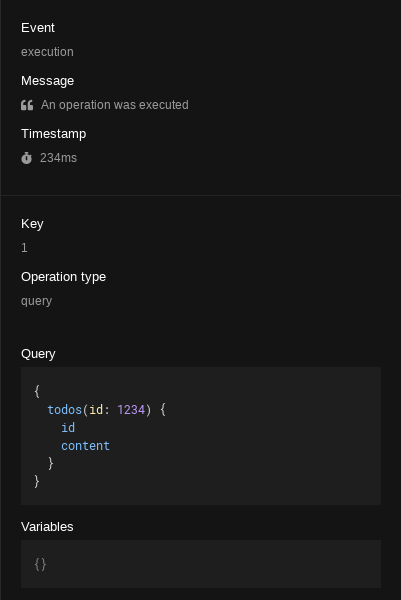 Event
execution
Message
An operation was executed
Timestamp
234ms
Key
1
Operation type
query
Query
{
  todos(id: 1234) {
    id
    content
  }
}
Variables
{}